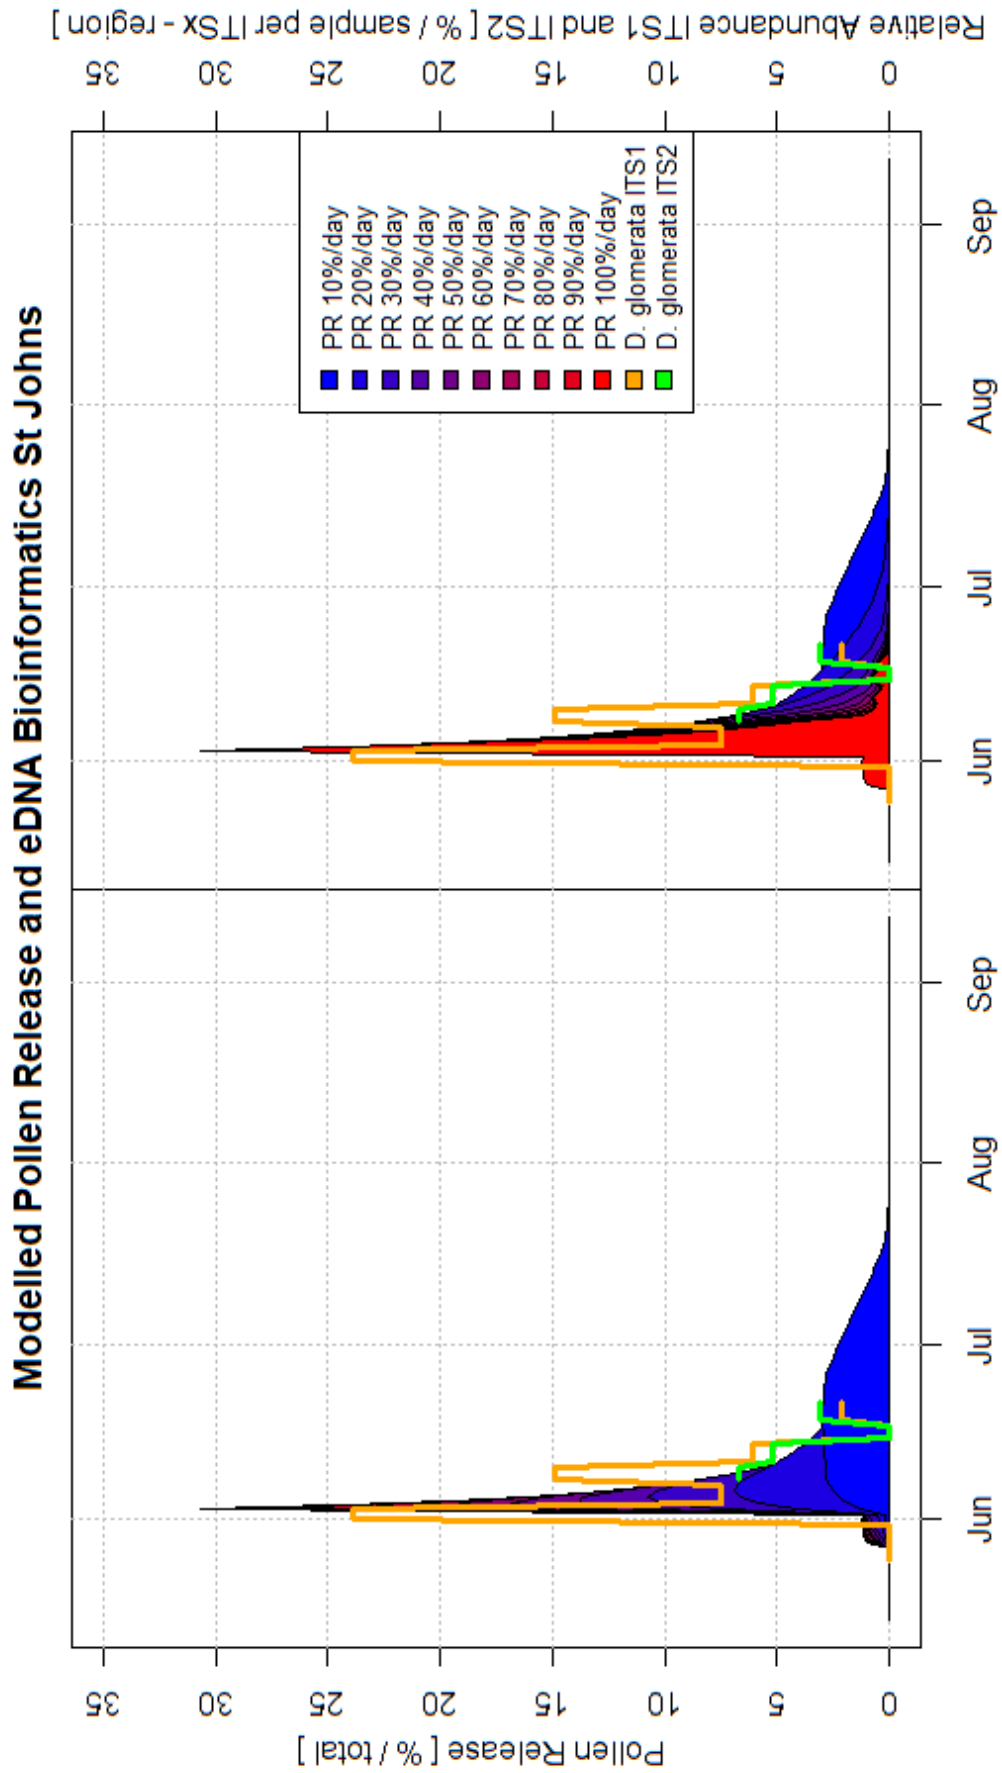 Modelled Pollen Release and eDNA Bioinformatics St Johns
Pollen Release [ % / total ]
35
30
25
20
15
10
5
0
Jun
Jul
Aug
Sep
Jun
Jul
Aug
Sep
PR 10%/day
PR 20%/day
PR 30%/day
PR 40%/day
PR 50%/day
PR 60%/day
PR 70%/day
PR 80%/day
PR 90%/day
PR 100%/day
D. glomerata ITS1
D. glomerata ITS2
35
30
25
20
15
10
5
0
Relative Abundance ITS1 and ITS2 [ % / sample per ITSx - region ]